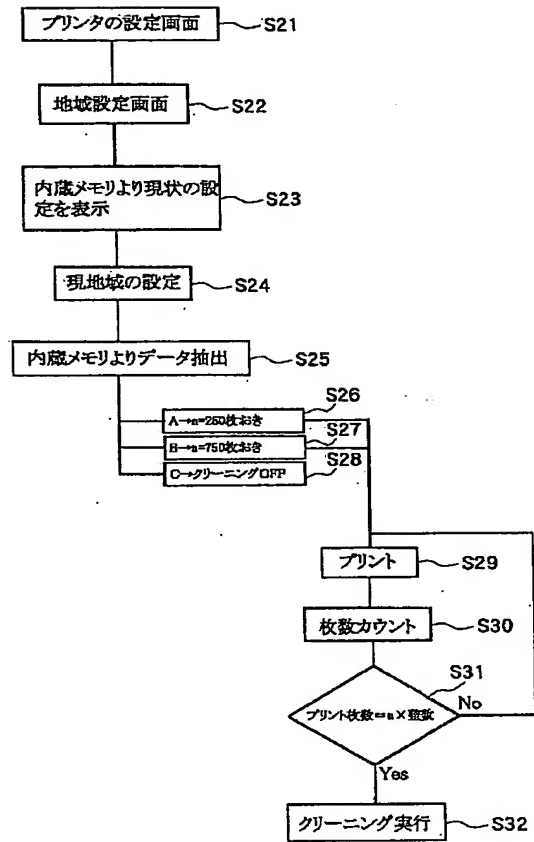 プリンタの設定画面
S21
地域設定画面
S22
内蔵メモリより現状の設
定を表示
S23
現地域の設定
S24
内蔵メモリよりデータ抽出
S25
S26
A→n=250枚おき
S27
B→n=750枚おき
S28
C→クリーニングOFF
プリント
S29
枚数カウント
S30
S31
プリント枚数=n×整数
No
Yes
クリーニング実行
S32